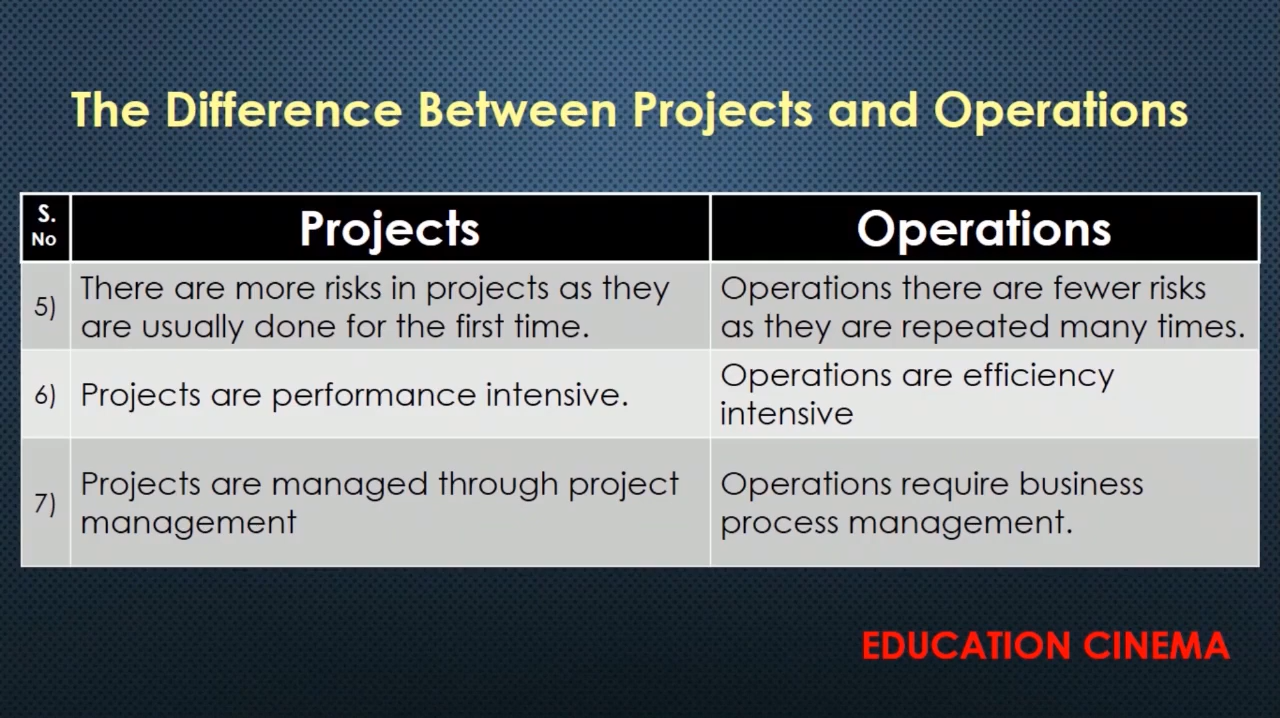 The Difference Between Projects and Operations
S.
No
Projects
Operations
5)
There are more risks in projects as they
are usually done for the first time.
Operations there are fewer risks
as they are repeated many times.
6)
Projects are performance intensive.
Operations are efficiency
intensive
7)
Projects are managed through project
management
Operations require business
process management.
EDUCATION CINEMA